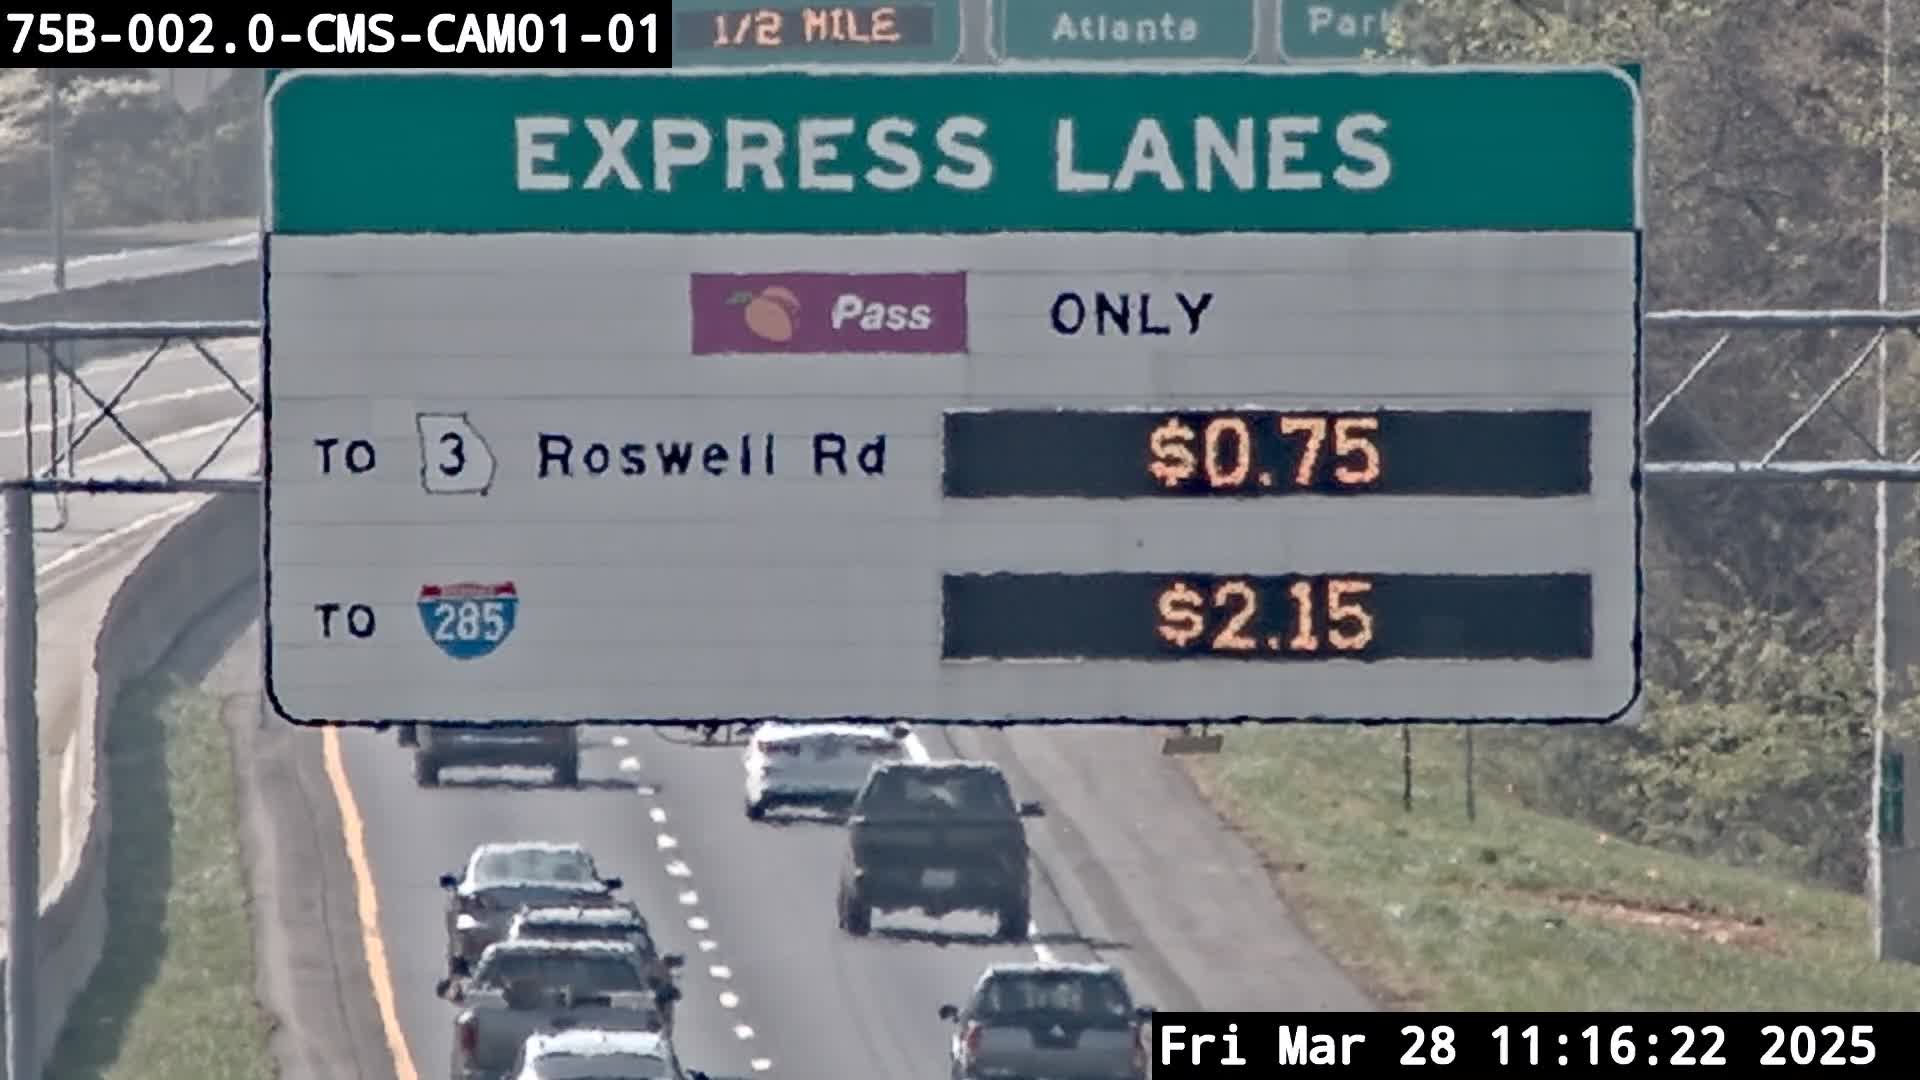 75B-002.0-CMS-CAM01-01
1/2 MILE
Atlanta
EXPRESS LANES
Pass ONLY
TO 3 Roswell Rd $0.75
TO 285 $2.15
Fri Mar 28 11:16:22 2025